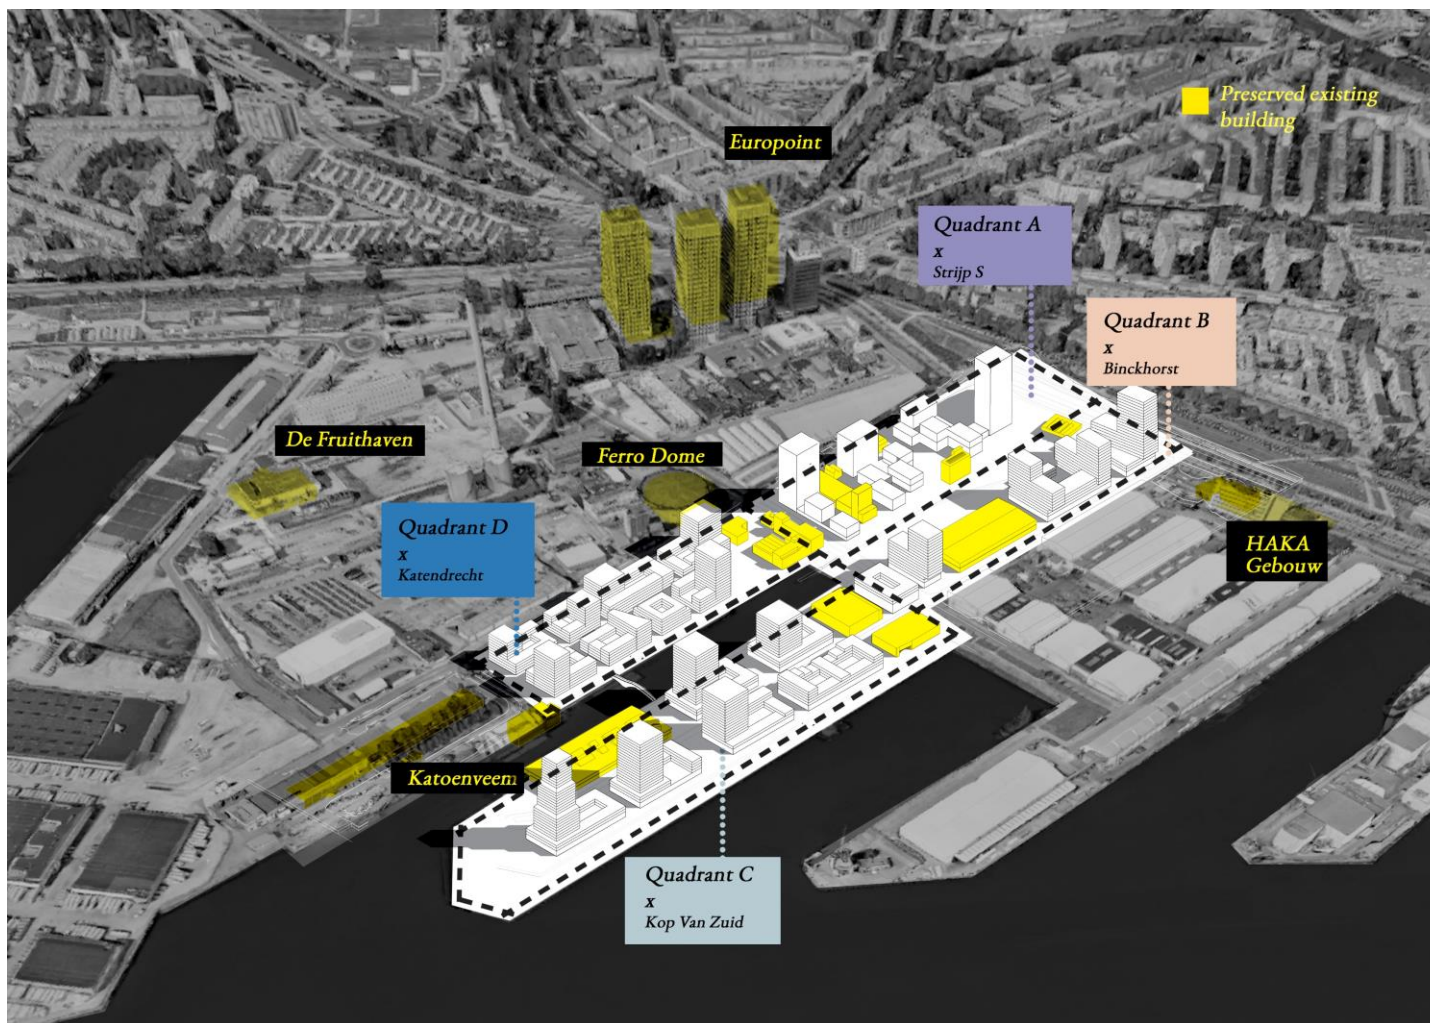 Preserved existing
building
Europoint
Quadrant A
x
Strijp S
Quadrant B
x
Binckhorst
De Fruithaven
Ferro Dome
Quadrant D
x
Katendrecht
HAKA
Gebouw
Katoenveem
Quadrant C
x
Kop Van Zuid